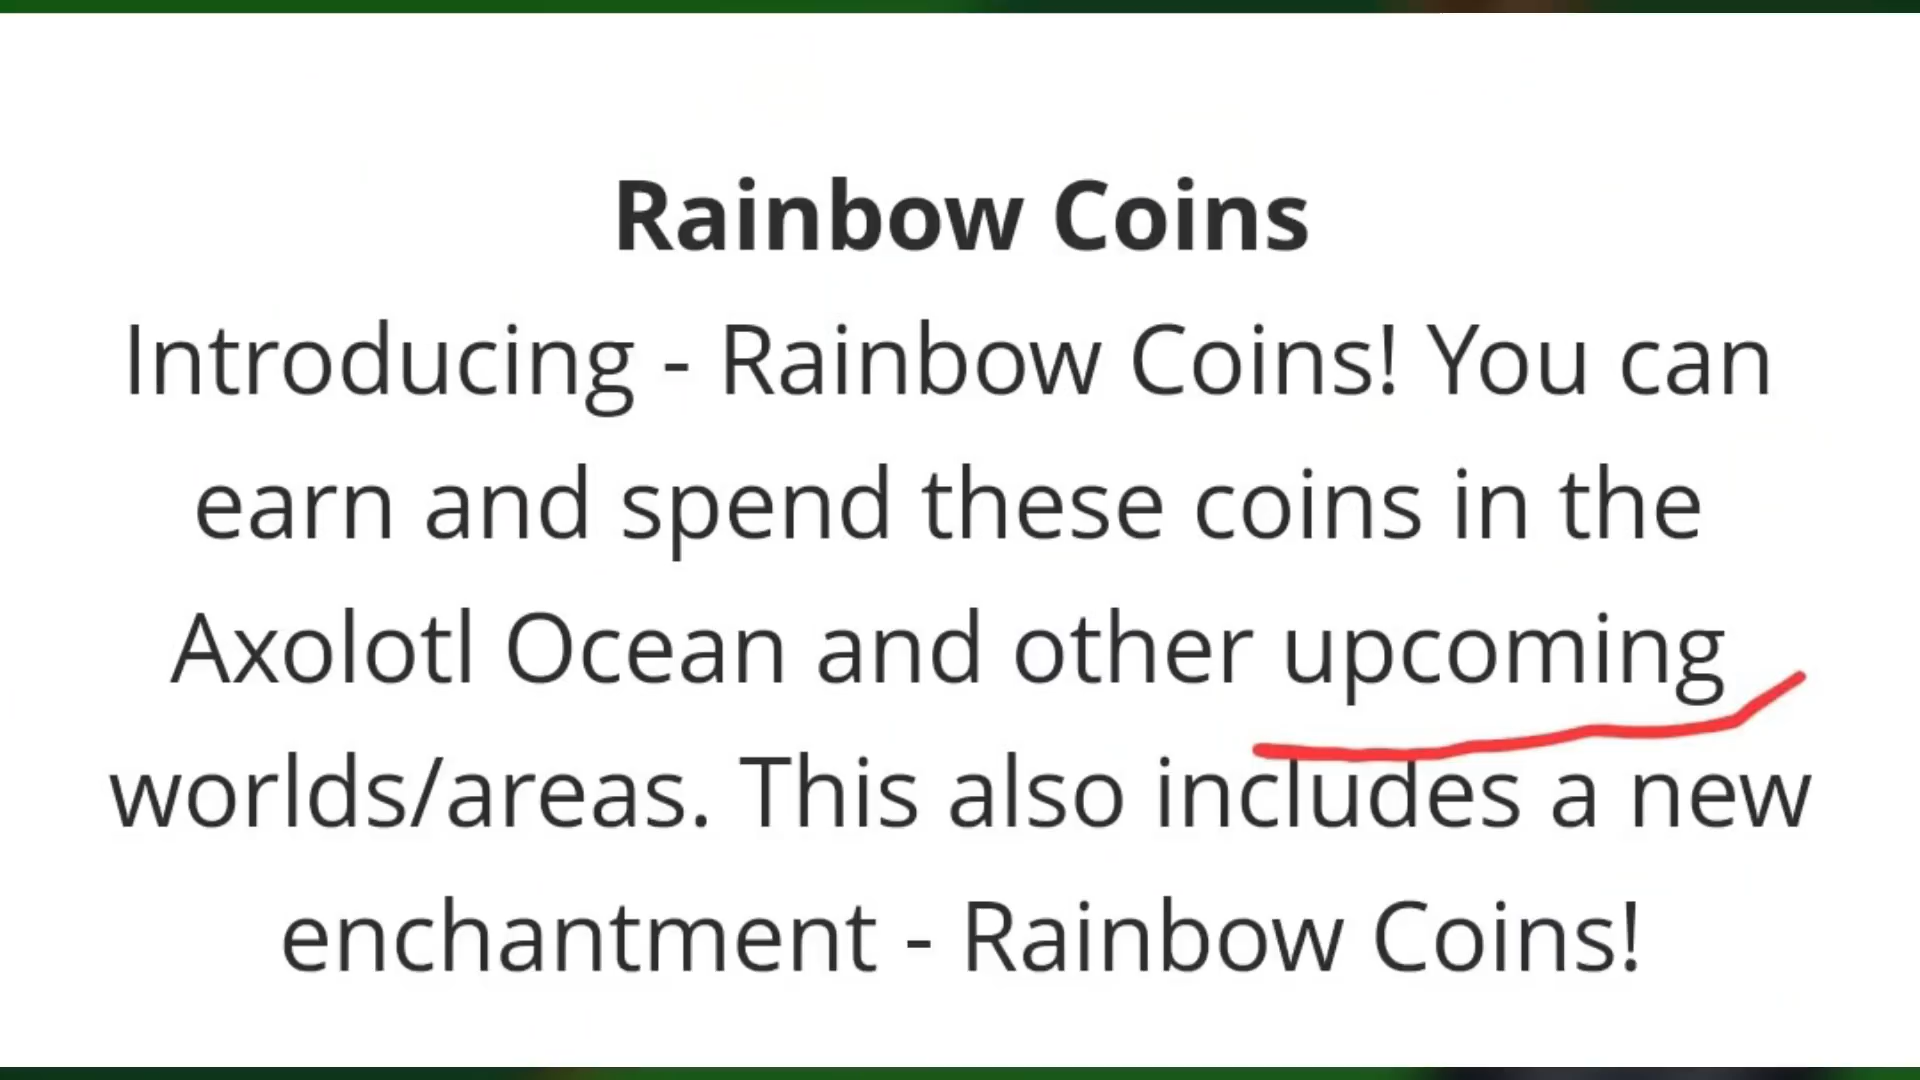 Rainbow Coins
Introducing - Rainbow Coins! You can
earn and spend these coins in the
Axolotl Ocean and other upcoming
worlds/areas. This also includes a new
enchantment - Rainbow Coins!